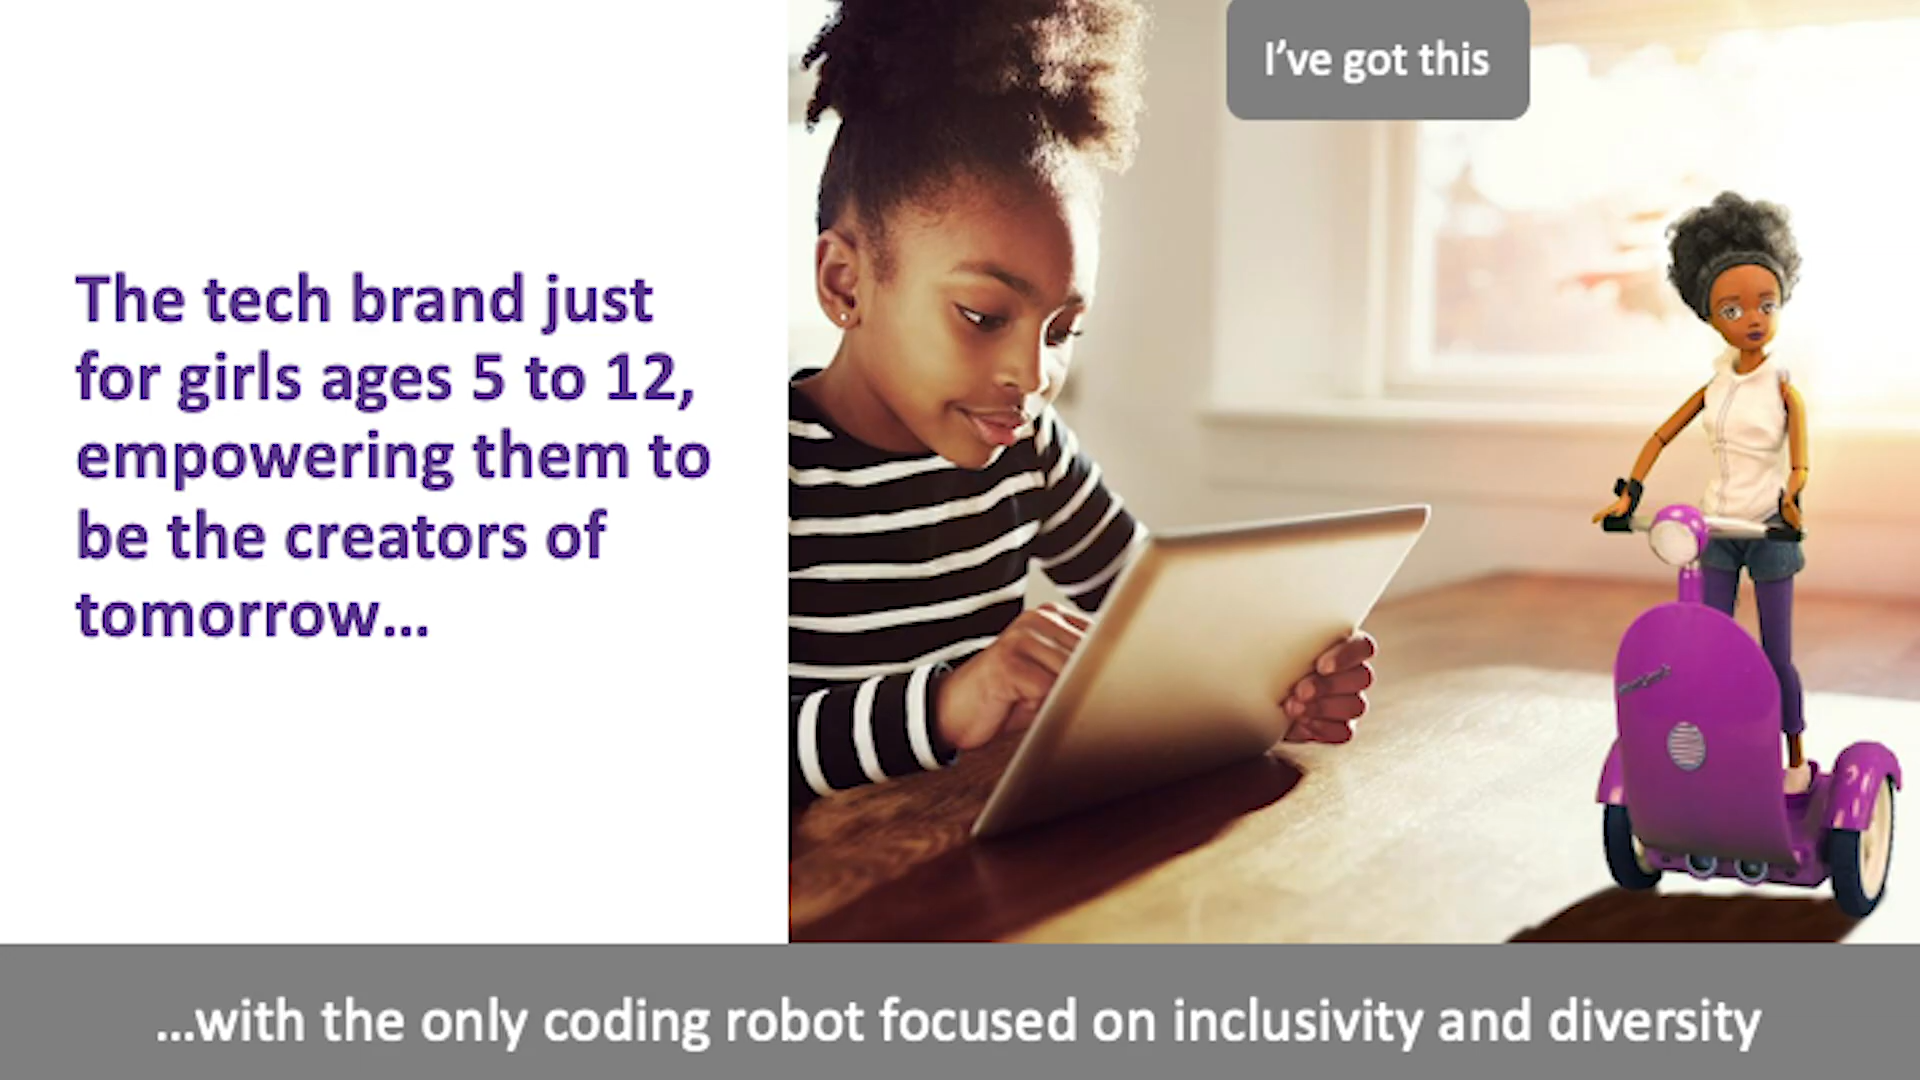 I’ve got this
The tech brand just
for girls ages 5 to 12,
empowering them to
be the creators of
tomorrow...
...with the only coding robot focused on inclusivity and diversity